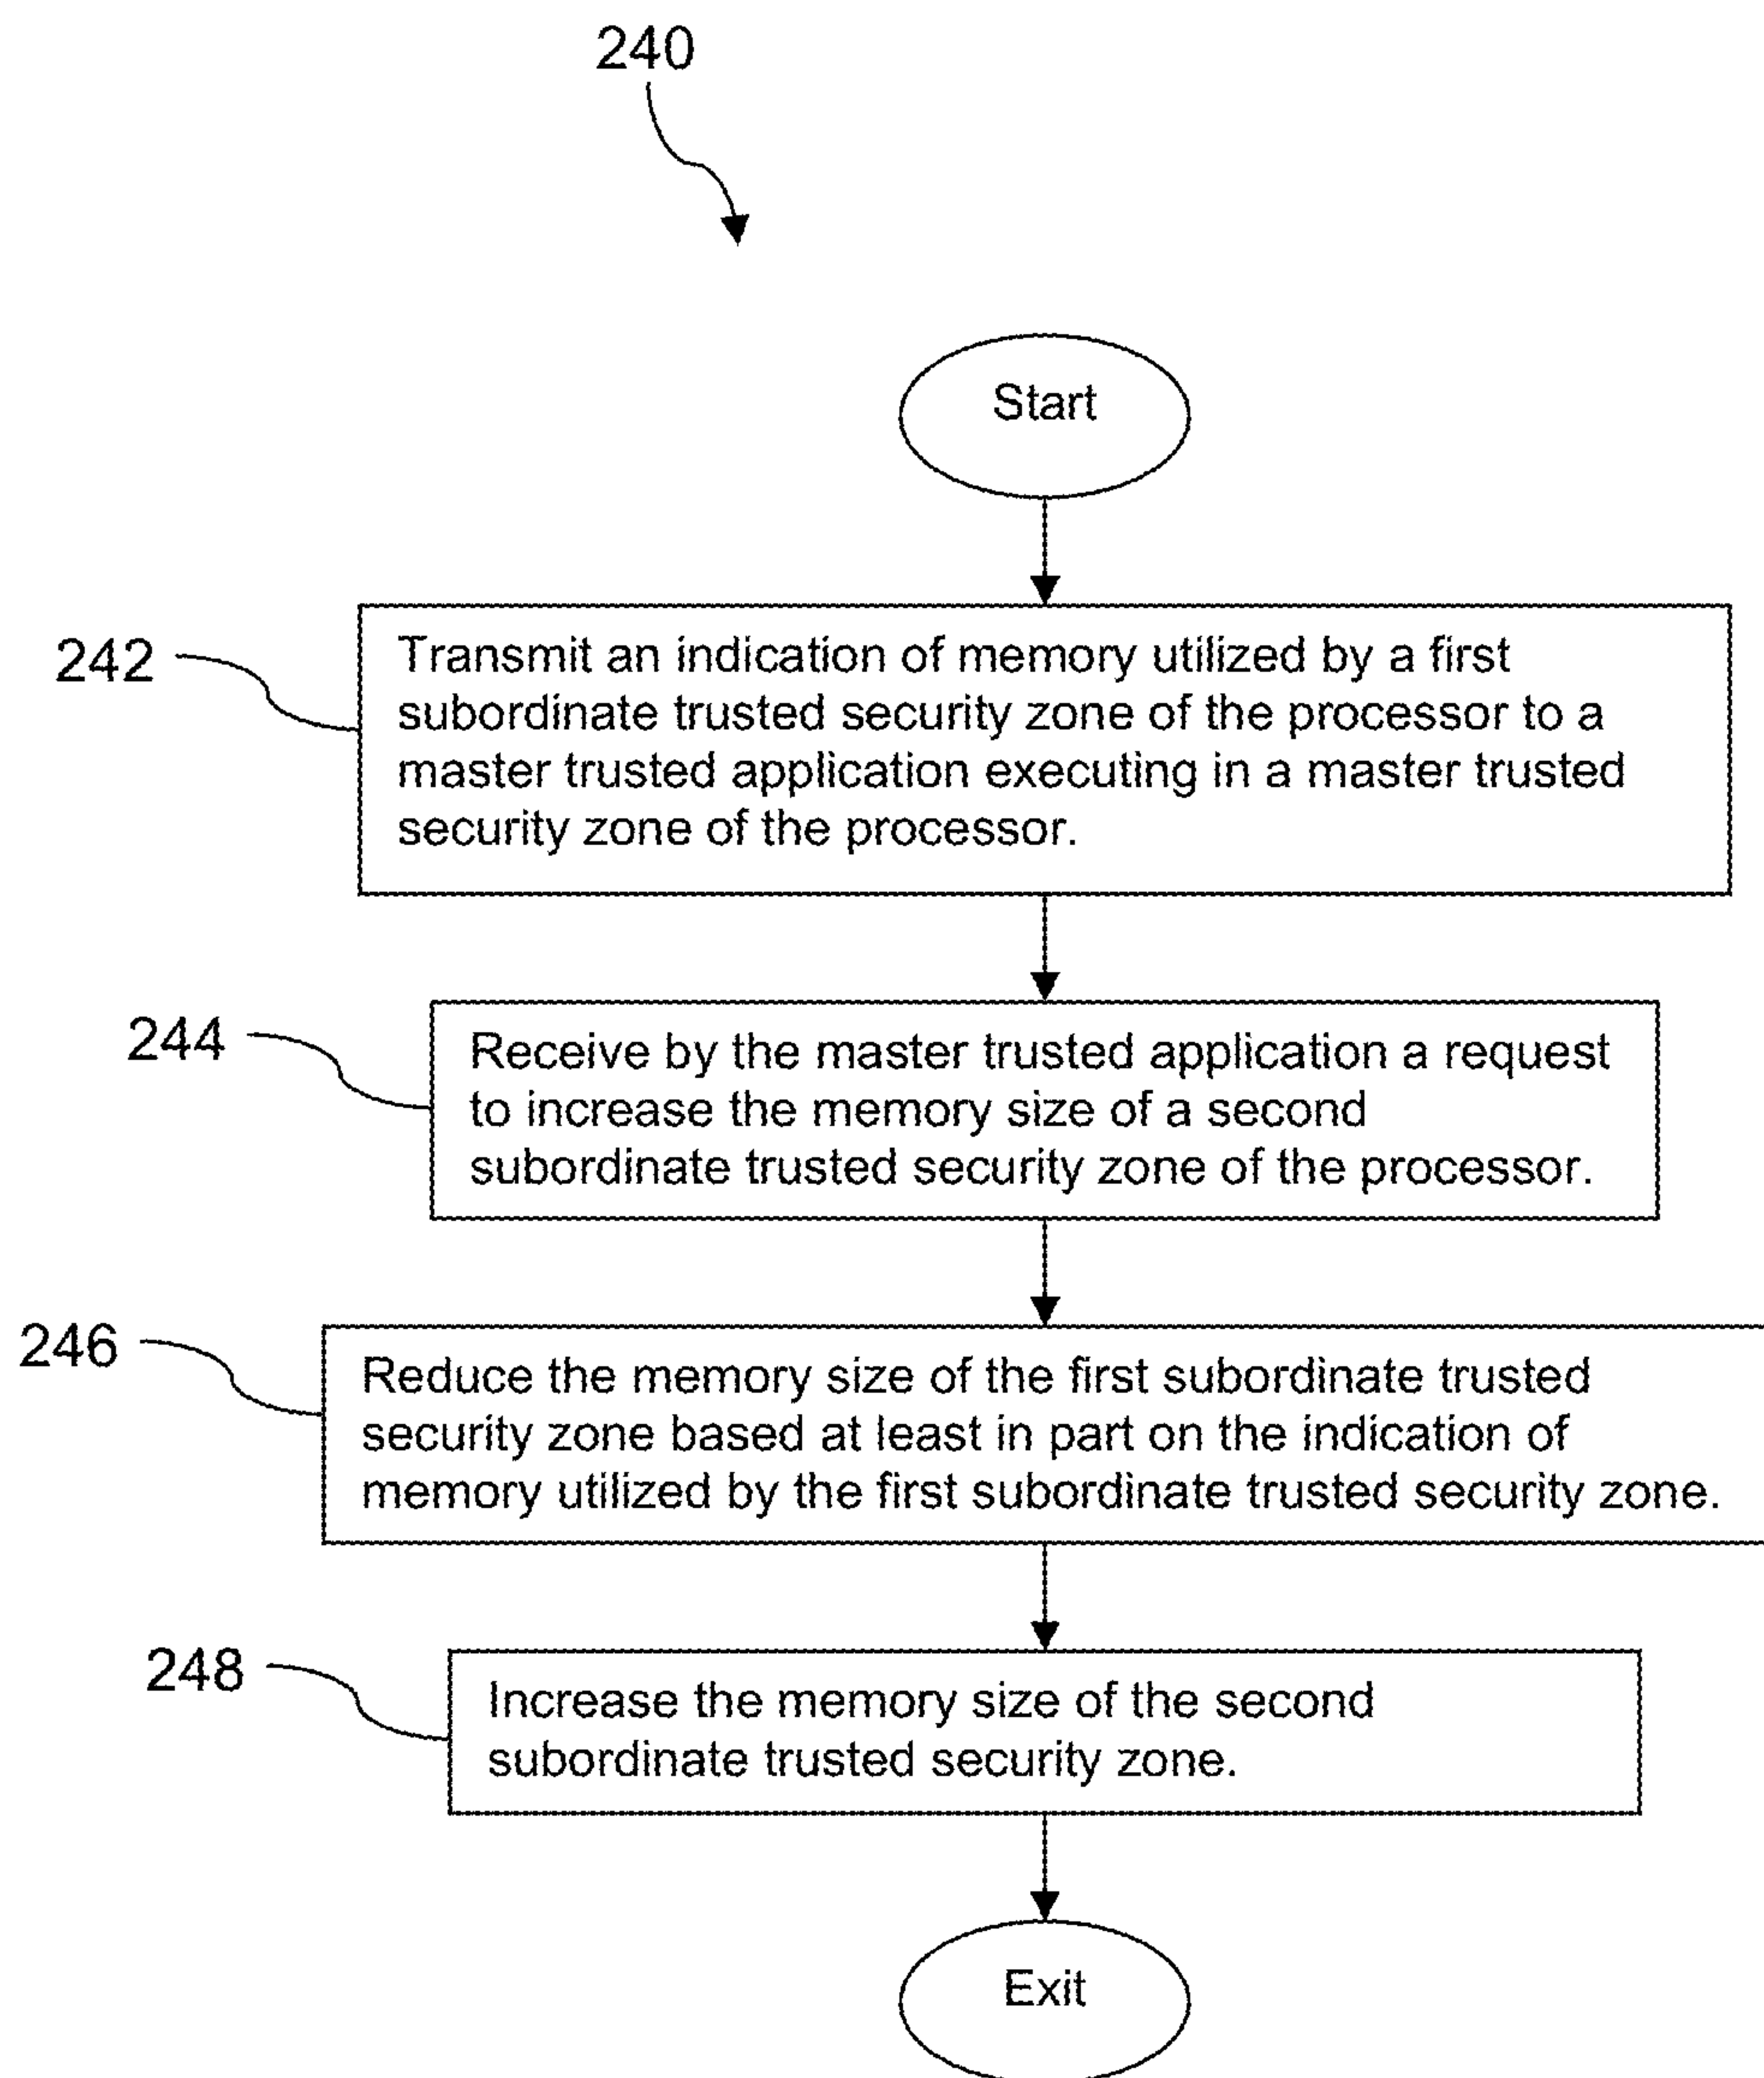 240
Start
242
Transmit an indication of memory utilized by a first
subordinate trusted security zone of the processor to a
master trusted application executing in a master trusted
security zone of the processor.
244
Receive by the master trusted application a request
to increase the memory size of a second
subordinate trusted security zone of the processor.
246
Reduce the memory size of the first subordinate trusted
security zone based at least in part on the indication of
memory utilized by the first subordinate trusted security zone.
248
Increase the memory size of the second
subordinate trusted security zone.
Exit